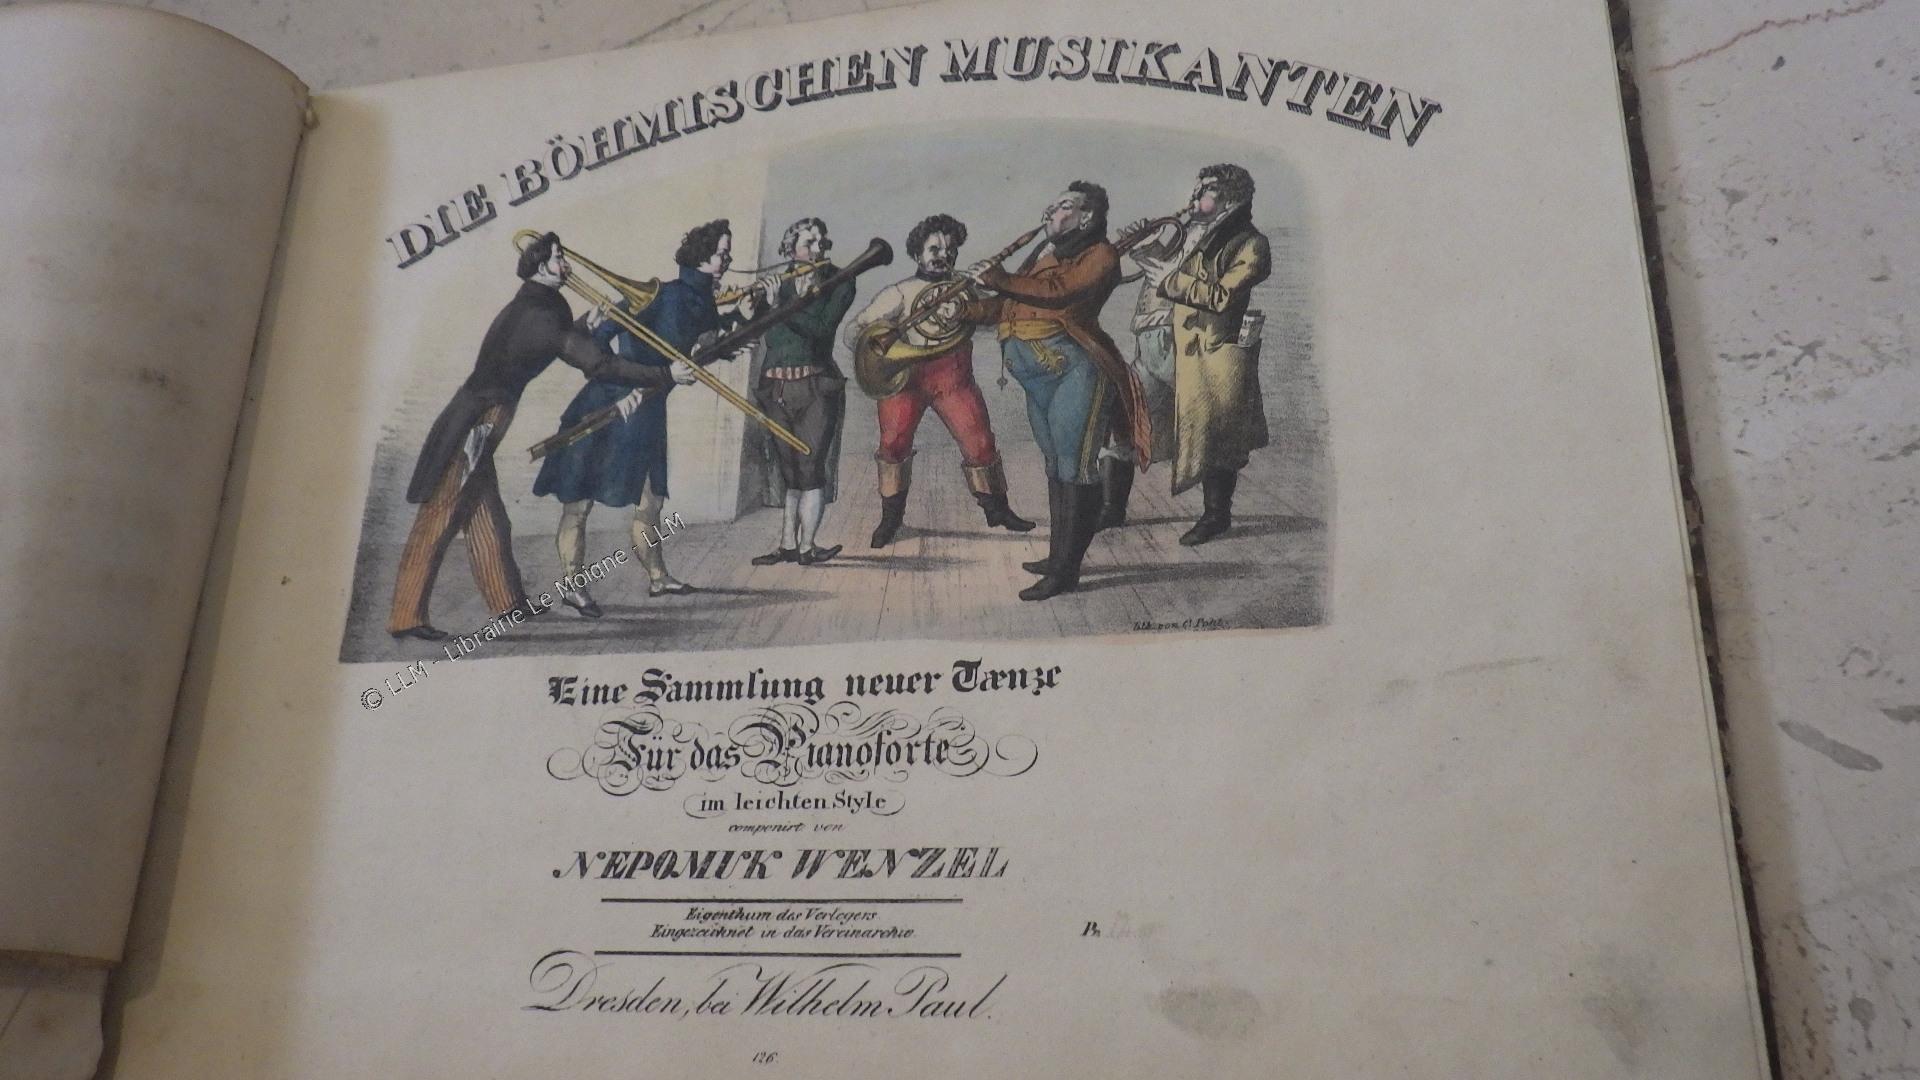 DIE BÖHMISCHEN MUSIKANTEN
© LLM - Librairie Le Moigne - LLM
Eine Sammlung neuer Tænze
Für das Pianoforte
im leichten Style
componirt von
NEPOMUK WENZEL
Eigenthum des Verlegers.
Eingezeichnet in das Vereinarchiv.
Pr.
Dresden, bei Wilhelm Paul.
126.